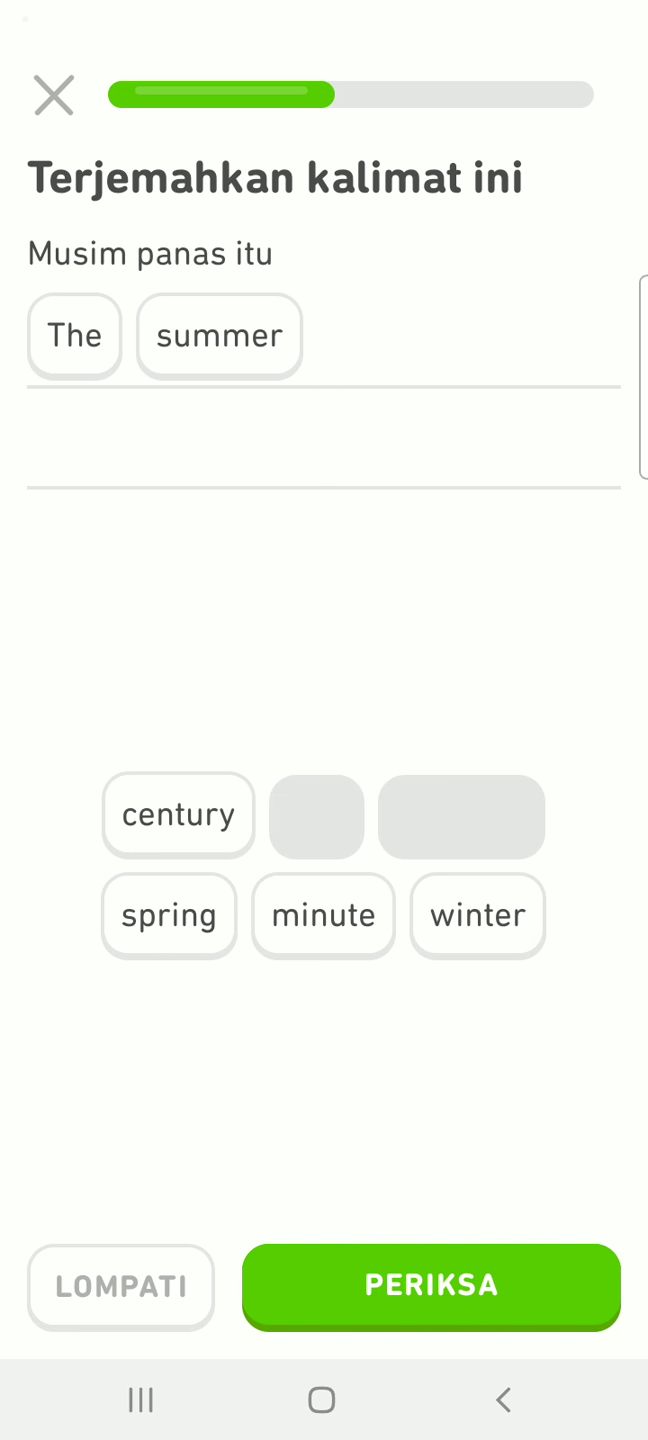 Terjemahkan kalimat ini
Musim panas itu
The summer
century
spring minute winter
LOMPATI PERIKSA